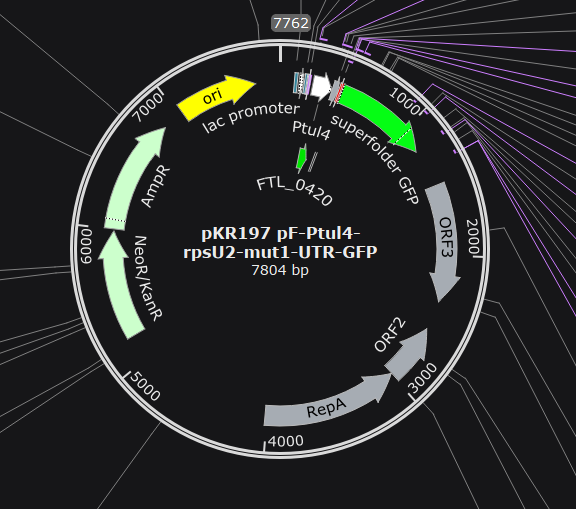 7762
ori
lac promoter
7000
1000
Ptul4
superfolder GFP
AmpR
FTL_0420
6000
NeoR/KanR
pKR197 pF-Ptul4-
rpsU2-mut1-UTR-GFP
7804 bp
ORF3
2000
ORF2
5000
RepA
3000
4000